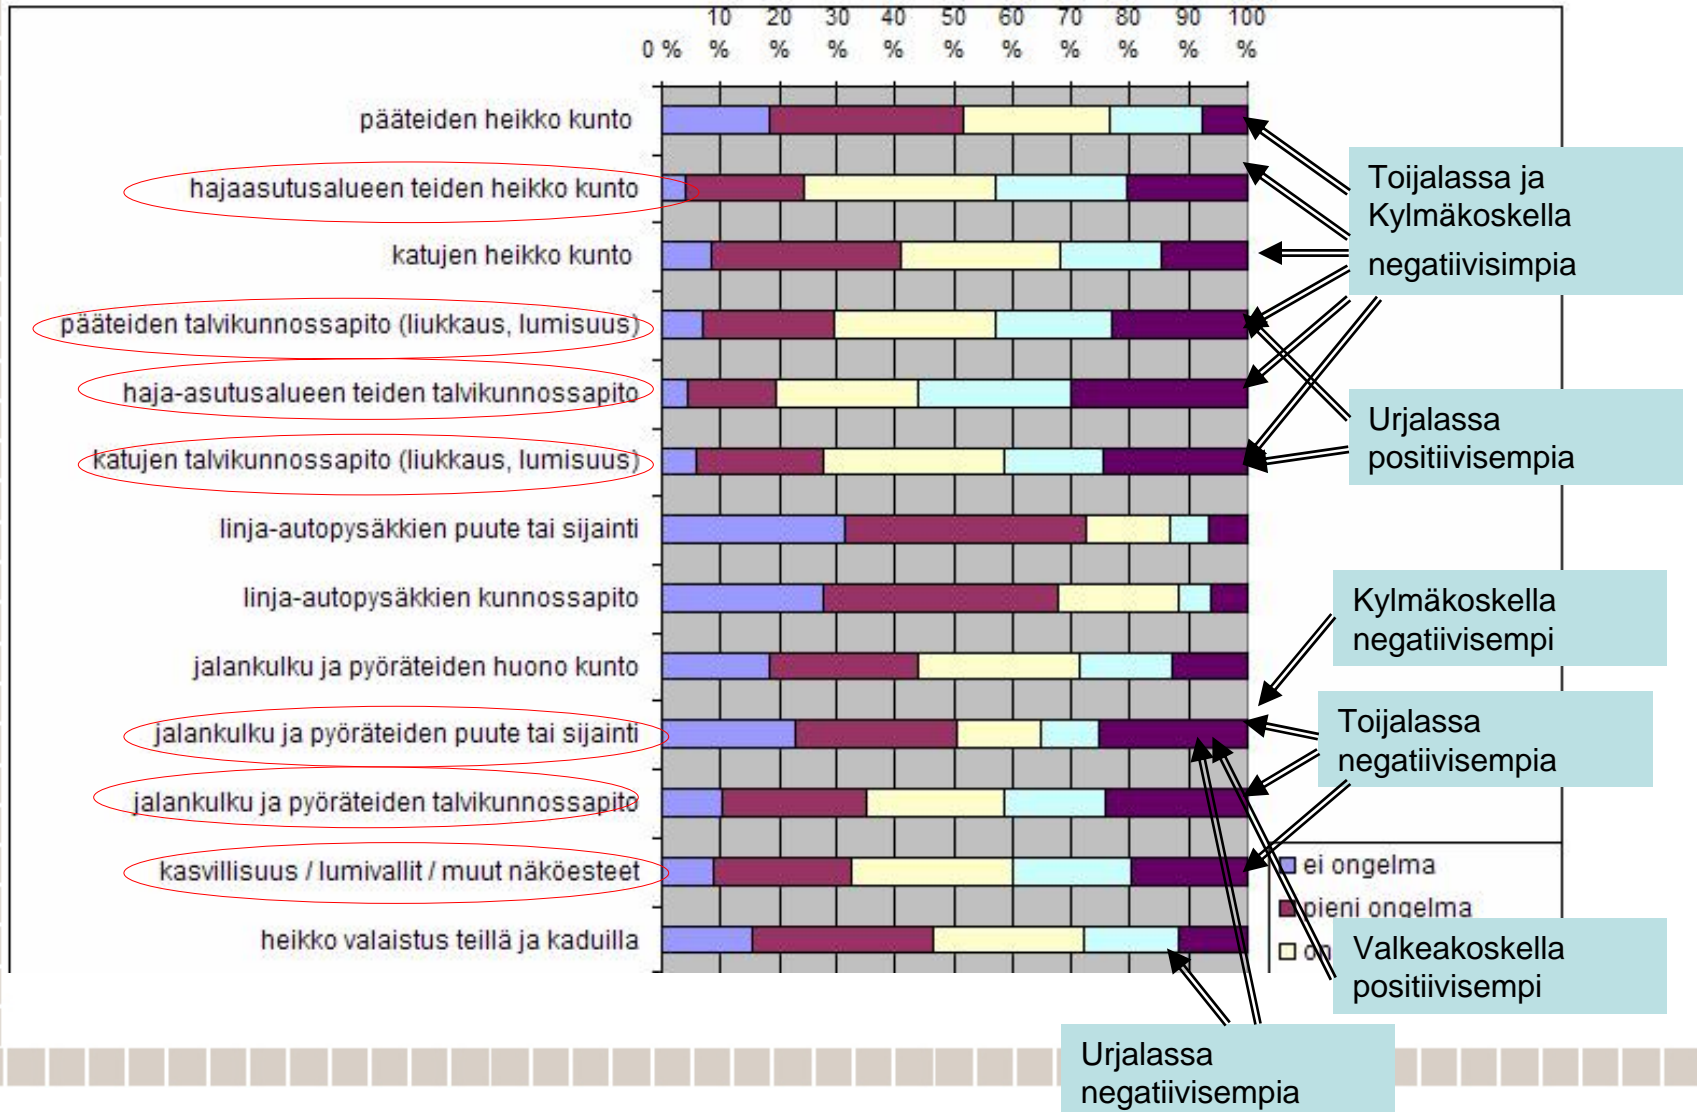 10 20 30 40 50 60 70 80 90 100
0 % % % % % % % % % % %
pääteiden heikko kunto
hajaasutusalueen teiden heikko kunto
katujen heikko kunto
pääteiden talvikunnossapito (liukkaus, lumisuus)
haja-asutusalueen teiden talvikunnossapito
katujen talvikunnossapito (liukkaus, lumisuus)
linja-autopysäkkien puute tai sijainti
linja-autopysäkkien kunnossapito
jalankulku ja pyöräteiden huono kunto
jalankulku ja pyöräteiden puute tai sijainti
jalankulku ja pyöräteiden talvikunnossapito
kasvillisuus / lumivallit / muut näköesteet
heikko valaistus teillä ja kaduilla
Toijalassa ja
Kylmäkoskella
negatiivisimpia
Urjalassa
positiivisempia
Kylmäkoskella
negatiivisempi
Toijalassa
negatiivisempia
ei ongelma
pieni ongelma
Valkeakoskella
positiivisempi
Urjalassa
negatiivisempia